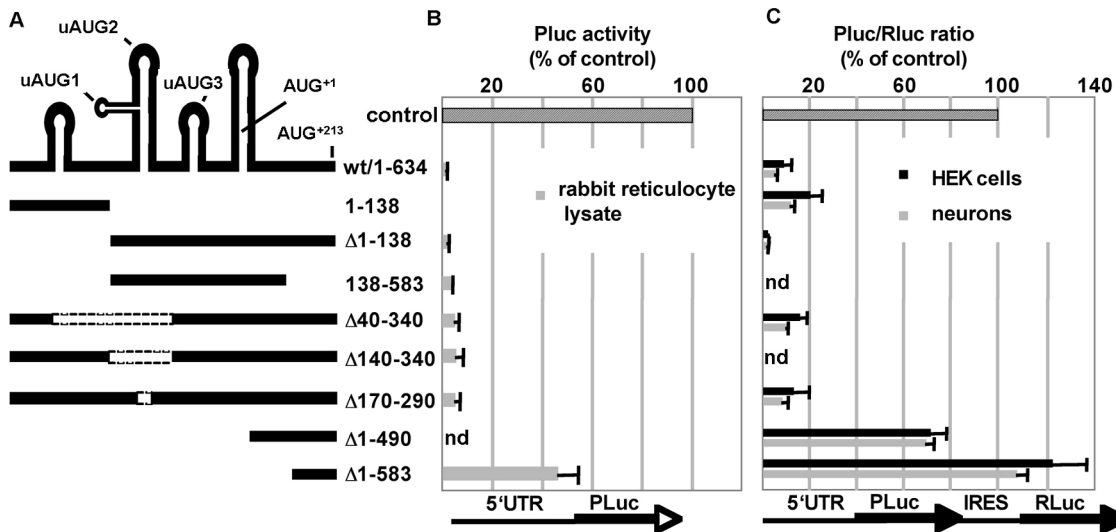 A
uAUG2
uAUG1
uAUG3
AUG+1
AUG+213
control
wt/1-634
1-138
Δ1-138
138-583
Δ40-340
Δ140-340
Δ170-290
Δ1-490
Δ1-583
B
Pluc activity
(% of control)
20 60 100
rabbit reticulocyte
lysate
nd
5‘UTR PLuc
C
Pluc/Rluc ratio
(% of control)
20 60 100 140
HEK cells
neurons
nd
nd
5‘UTR PLuc IRES RLuc